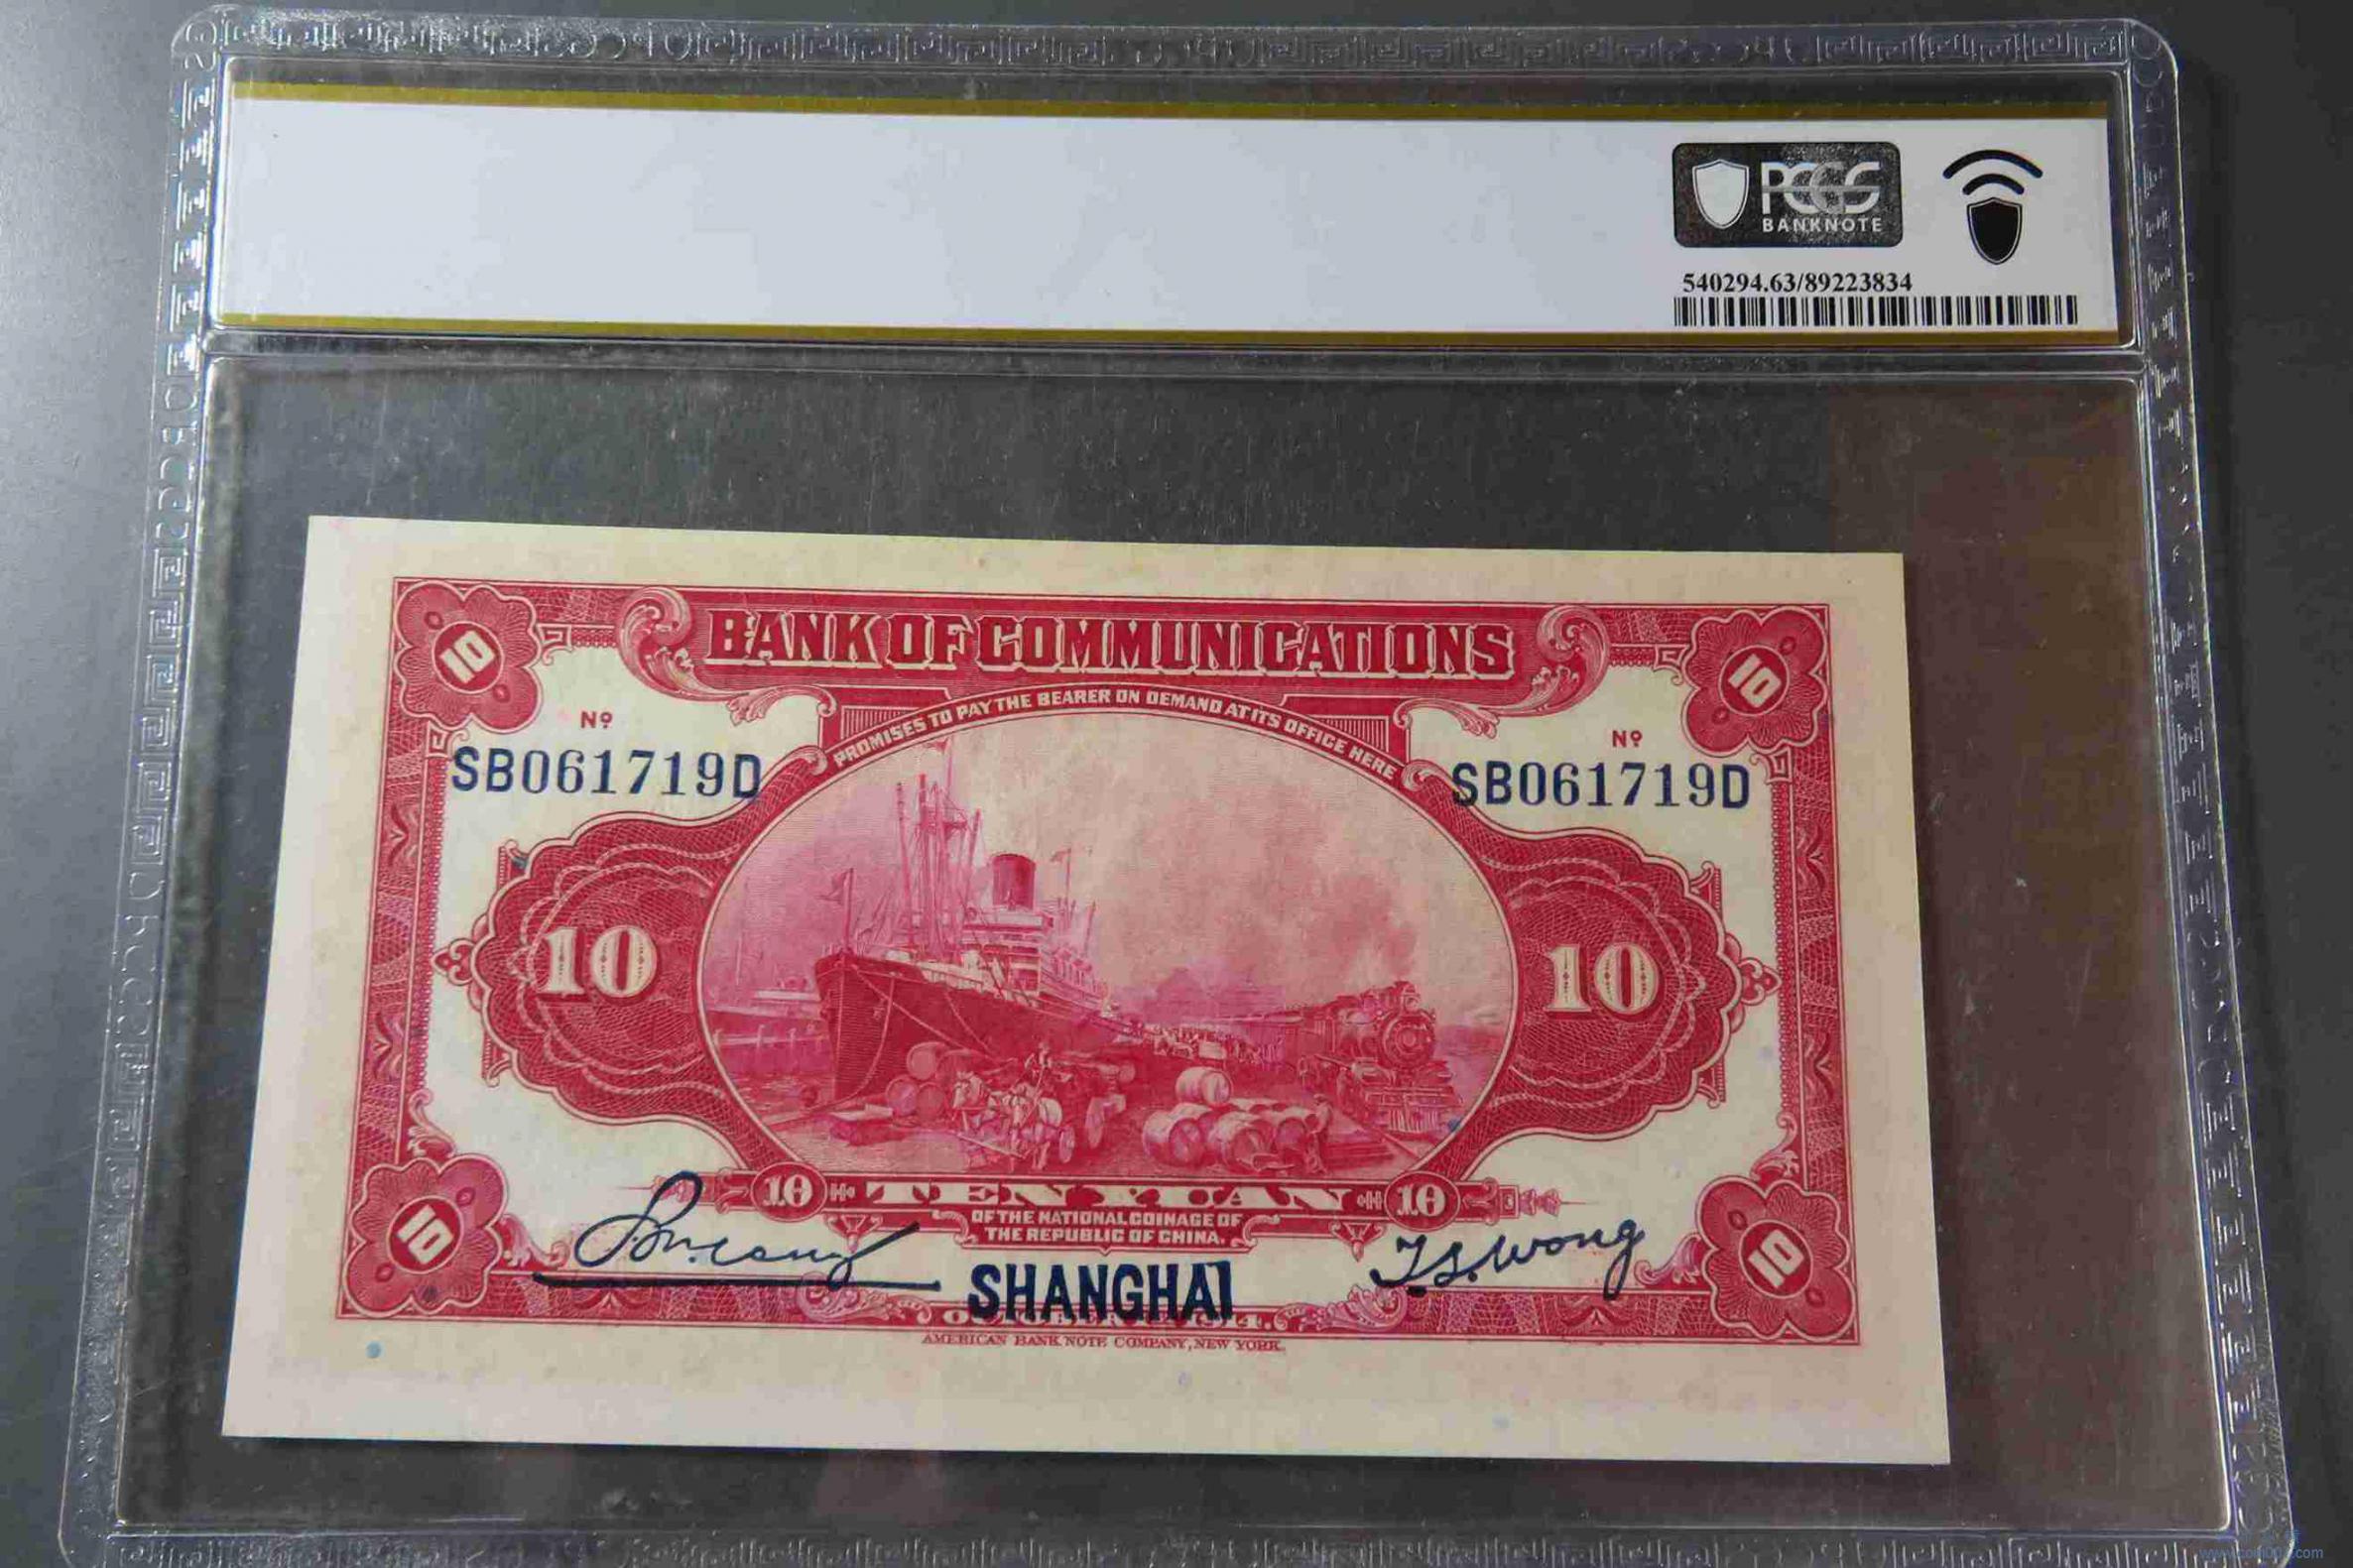 PCGS
BANKNOTE
540294.63/89223834
BANK OF COMMUNICATIONS
PROMISES TO PAY THE BEARER ON DEMAND AT ITS OFFICE HERE
10 10
Nº Nº
SB061719D SB061719D
10 10
10 TEN YUAN 10
OF THE NATIONAL COINAGE OF
THE REPUBLIC OF CHINA.
T.S. Wong
SHANGHAI
10 10
AMERICAN BANK NOTE COMPANY, NEW YORK.